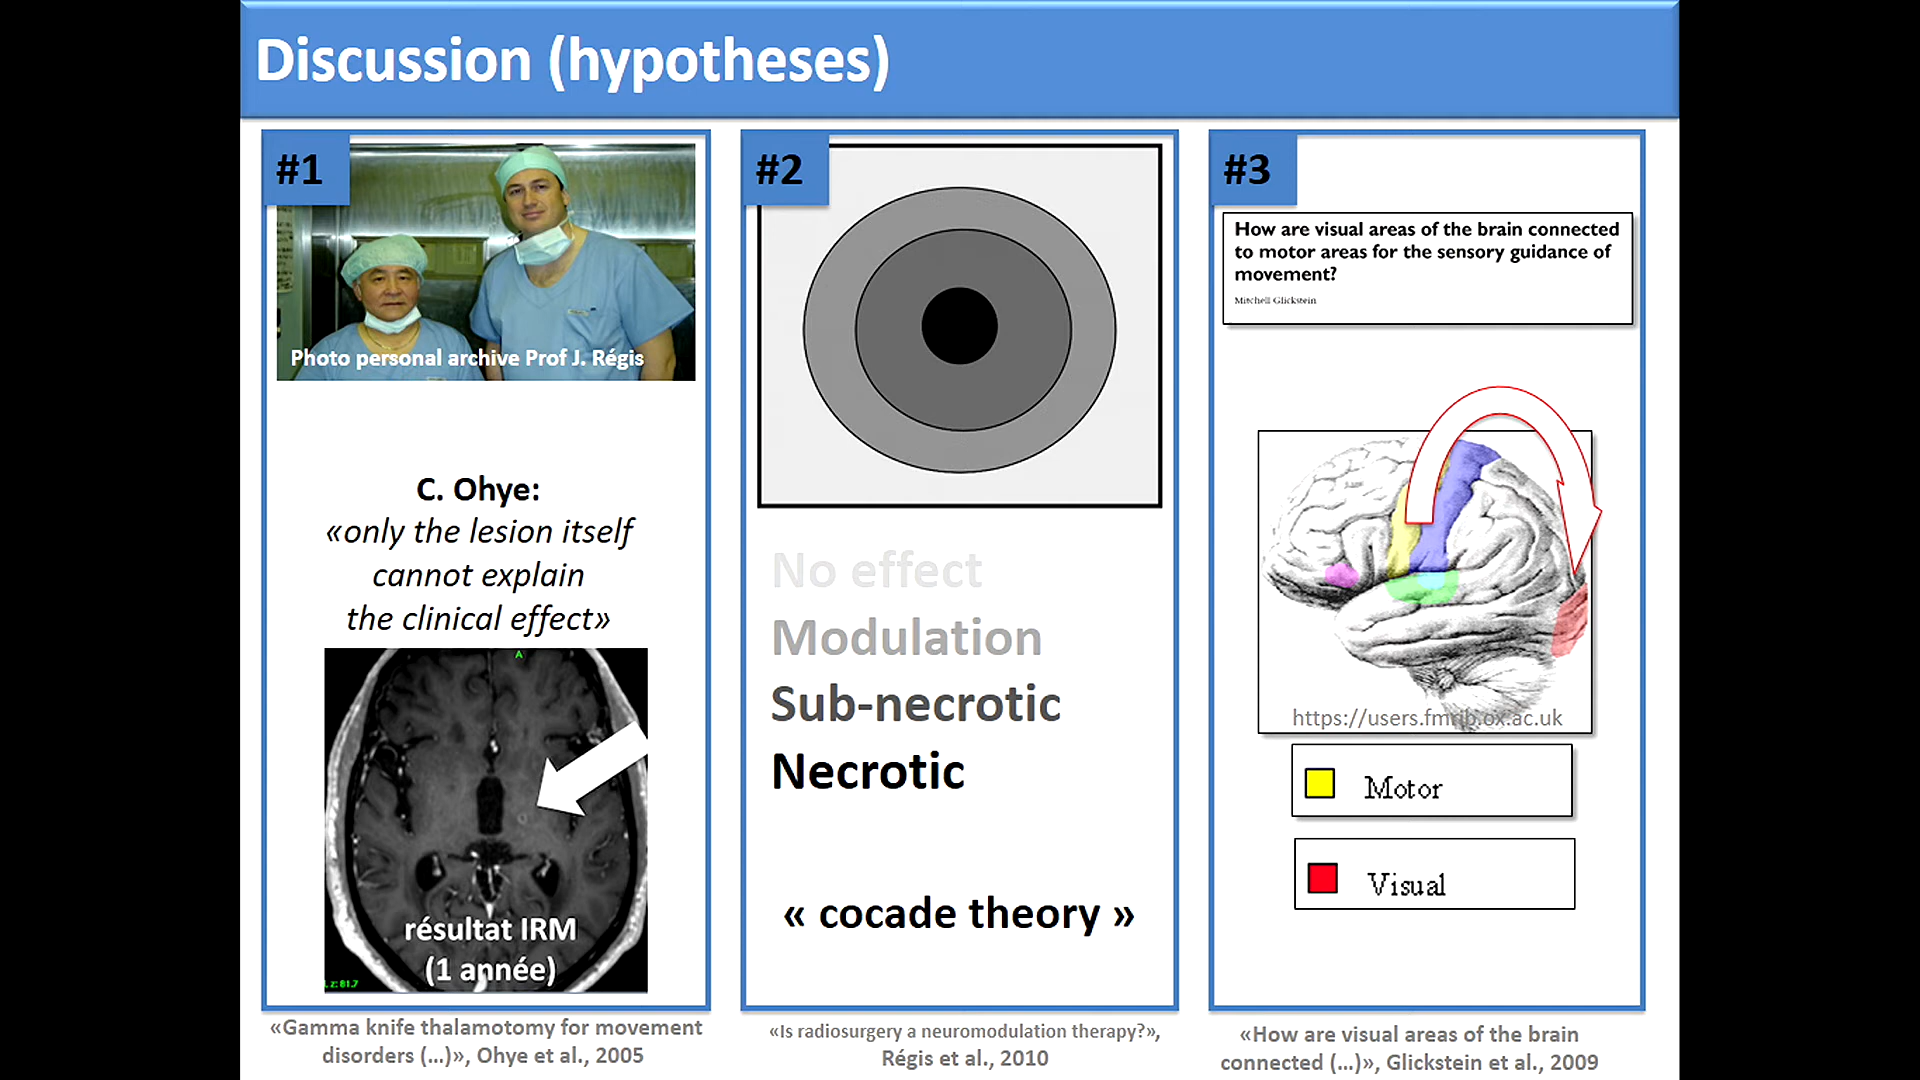 Discussion (hypotheses)
#1
Photo personal archive Prof J. Régis
C. Ohye:
«only the lesion itself
cannot explain
the clinical effect»
A
résultat IRM
(1 année)
z: 81.7
«Gamma knife thalamotomy for movement
disorders (...)», Ohye et al., 2005
#2
No effect
Modulation
Sub-necrotic
Necrotic
« cocade theory »
«Is radiosurgery a neuromodulation therapy?»,
Régis et al., 2010
#3
How are visual areas of the brain connected
to motor areas for the sensory guidance of
movement?
Mitchell Glickstein
https://users.fmrib.ox.ac.uk
Motor
Visual
«How are visual areas of the brain
connected (...)», Glickstein et al., 2009